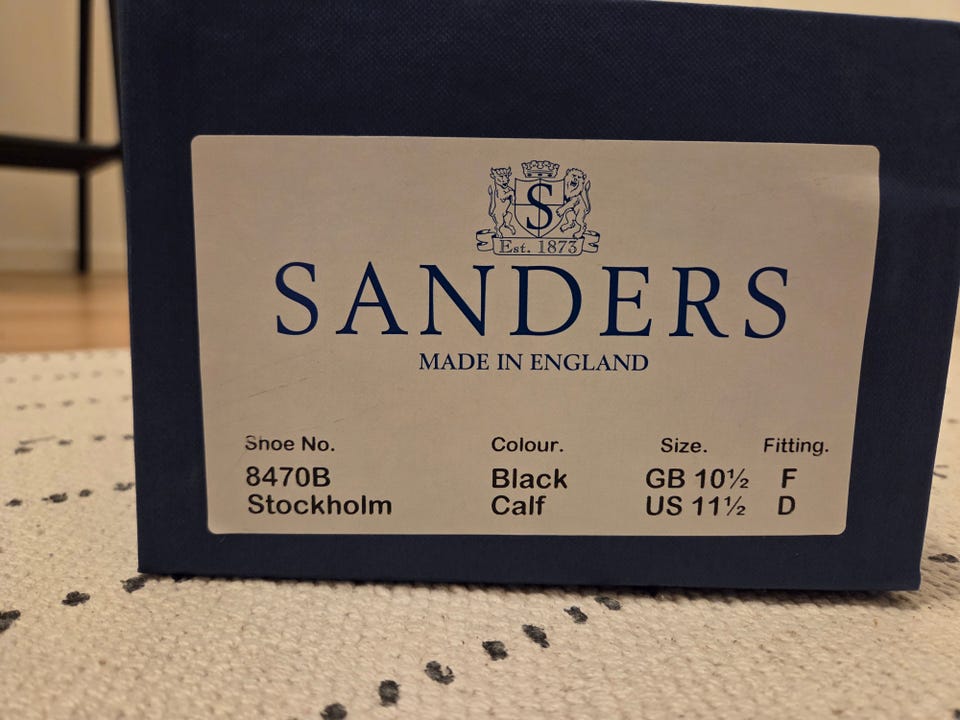 S
Est. 1873
SANDERS
MADE IN ENGLAND
Shoe No. Colour. Size. Fitting.
8470B Black GB 10½ F
Stockholm Calf US 11½ D